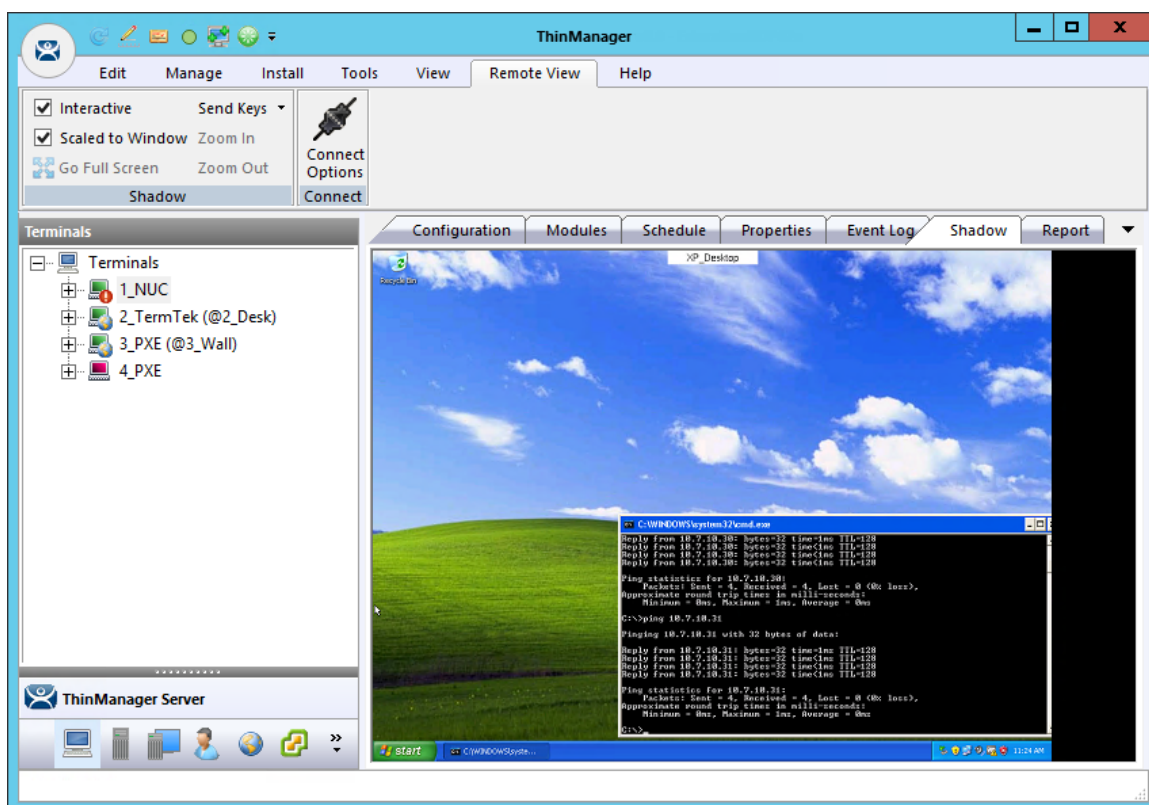 ThinManager
Edit Manage Install Tools View Remote View Help
Interactive Send Keys
Scaled to Window Zoom In
Go Full Screen Zoom Out
Connect Options
Shadow Connect
Terminals
Configuration Modules Schedule Properties Event Log Shadow Report
Terminals
1_NUC
2_TermTek (@2_Desk)
3_PXE (@3_Wall)
4_PXE
XP_Desktop
Recycle Bin
C:\WINDOWS\system32\cmd.exe
Reply from 10.7.10.30: bytes=32 time=1ms TTL=128
Reply from 10.7.10.30: bytes=32 time<1ms TTL=128
Reply from 10.7.10.30: bytes=32 time<1ms TTL=128
Reply from 10.7.10.30: bytes=32 time<1ms TTL=128
Ping statistics for 10.7.10.30:
Packets: Sent = 4, Received = 4, Lost = 0 (0% loss),
Approximate round trip times in milli-seconds:
Minimum = 0ms, Maximum = 1ms, Average = 0ms
C:\>ping 10.7.10.31
Pinging 10.7.10.31 with 32 bytes of data:
Reply from 10.7.10.31: bytes=32 time=1ms TTL=128
Reply from 10.7.10.31: bytes=32 time<1ms TTL=128
Reply from 10.7.10.31: bytes=32 time<1ms TTL=128
Reply from 10.7.10.31: bytes=32 time<1ms TTL=128
Ping statistics for 10.7.10.31:
Packets: Sent = 4, Received = 4, Lost = 0 (0% loss),
Approximate round trip times in milli-seconds:
Minimum = 0ms, Maximum = 1ms, Average = 0ms
C:\>_
ThinManager Server
start C:\WINDOWS\syste... 11:24 AM